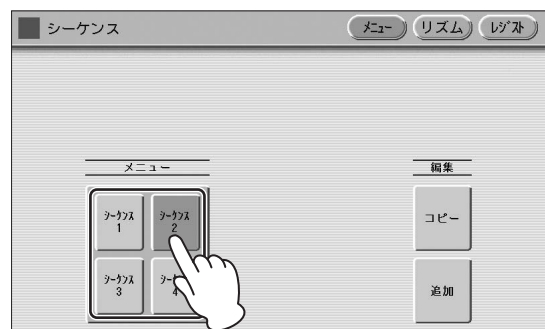 シーケンス
メニュー リズム レジスト
メニュー
編集
シーケンス
1
シーケンス
2
コピー
シーケンス
3
4
追加